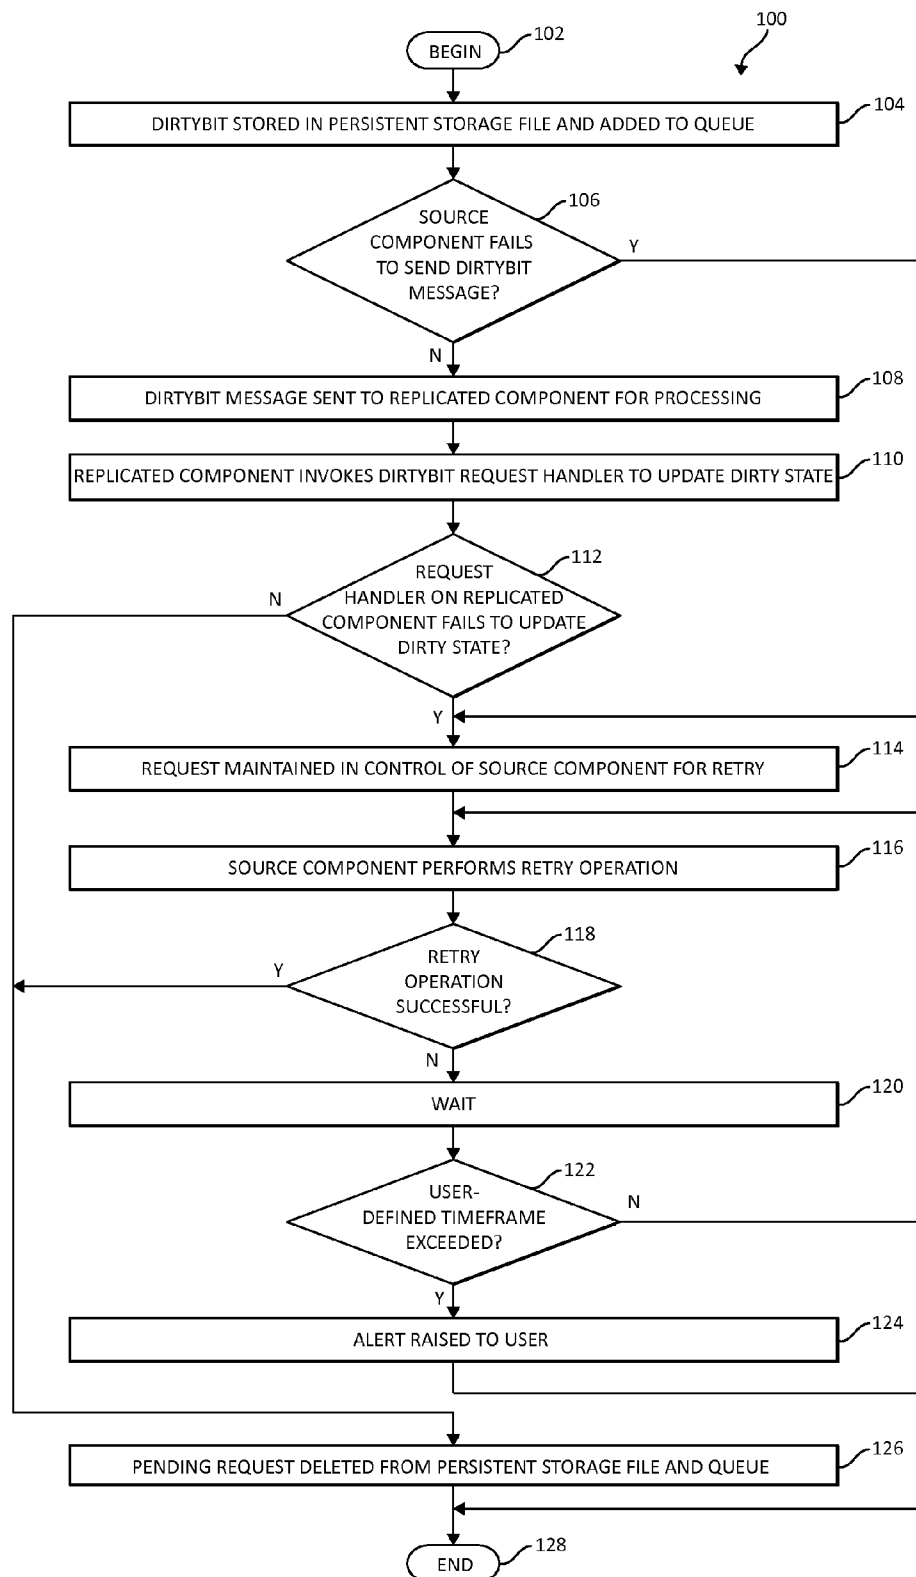 100
BEGIN
102
DIRTYBIT STORED IN PERSISTENT STORAGE FILE AND ADDED TO QUEUE
104
106
SOURCE
COMPONENT FAILS
TO SEND DIRTYBIT
MESSAGE?
Y
N
DIRTYBIT MESSAGE SENT TO REPLICATED COMPONENT FOR PROCESSING
108
REPLICATED COMPONENT INVOKES DIRTYBIT REQUEST HANDLER TO UPDATE DIRTY STATE
110
112
REQUEST
HANDLER ON REPLICATED
COMPONENT FAILS TO UPDATE
DIRTY STATE?
N
Y
REQUEST MAINTAINED IN CONTROL OF SOURCE COMPONENT FOR RETRY
114
SOURCE COMPONENT PERFORMS RETRY OPERATION
116
118
RETRY
OPERATION
SUCCESSFUL?
Y
N
WAIT
120
122
USER-
DEFINED TIMEFRAME
EXCEEDED?
N
Y
ALERT RAISED TO USER
124
PENDING REQUEST DELETED FROM PERSISTENT STORAGE FILE AND QUEUE
126
END
128